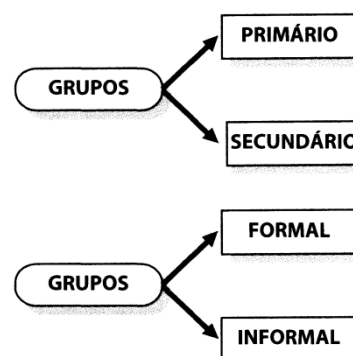 PRIMÁRIO
GRUPOS
SECUNDÁRIO
FORMAL
GRUPOS
INFORMAL